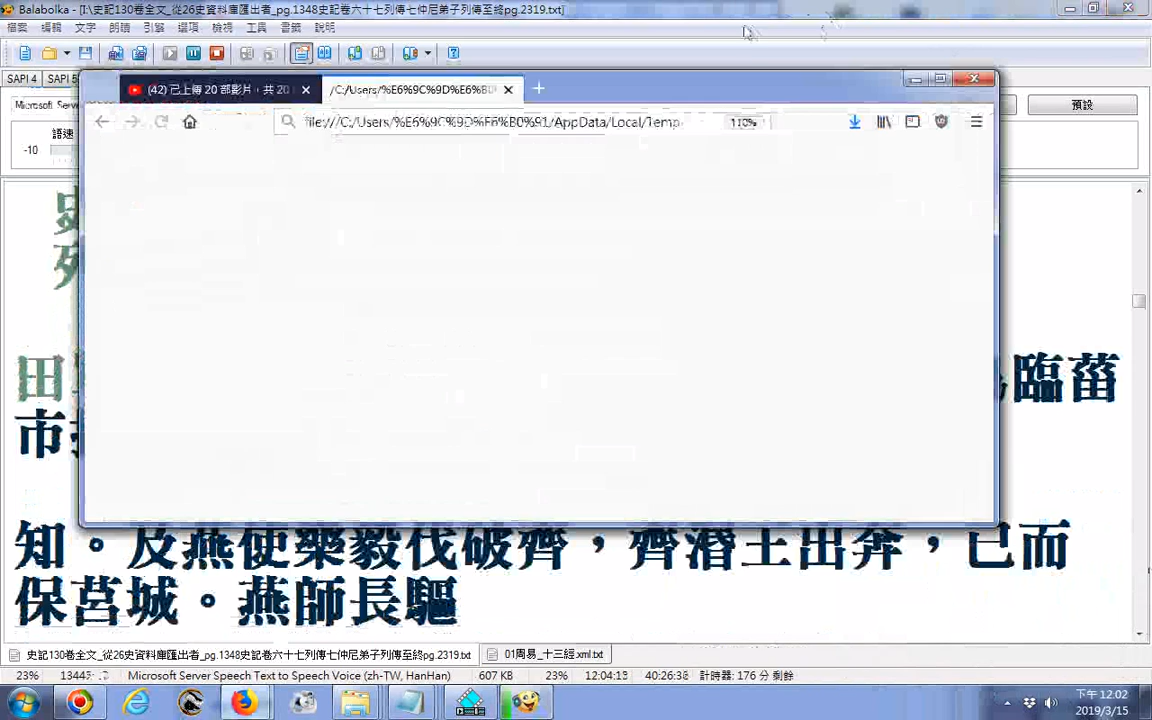 Balabolka - [I:\史記130卷全文_從26史資料庫匯出者_pg.1348史記卷六十七列傳七仲尼弟子列傳至終pg.2319.txt]
檔案 編輯 文字 朗讀 引擎 選項 檢視 工具 書籤 說明
SAPI 4 SAPI 5
(42) 已上傳 20 部影片，共 20
/C:/Users/%E6%9C%9D%E6%B0
file:///C:/Users/%E6%9C%9D%E6%B0%91/AppData/Local/Temp
110%
Microsoft Serv
預設
語速
-10
史
列
田
臨菑
市
知。及燕使樂毅伐破齊，齊湣王出奔，已而
保莒城。燕師長驅
史記130卷全文_從26史資料庫匯出者_pg.1348史記卷六十七列傳七仲尼弟子列傳至終pg.2319.txt 01周易_十三經.xml.txt
23% Microsoft Server Speech Text to Speech Voice (zh-TW, HanHan) 607 KB 23% 12:04:13 40:26:38 計時器: 176 分 剩餘
下午 12:02
2019/3/15